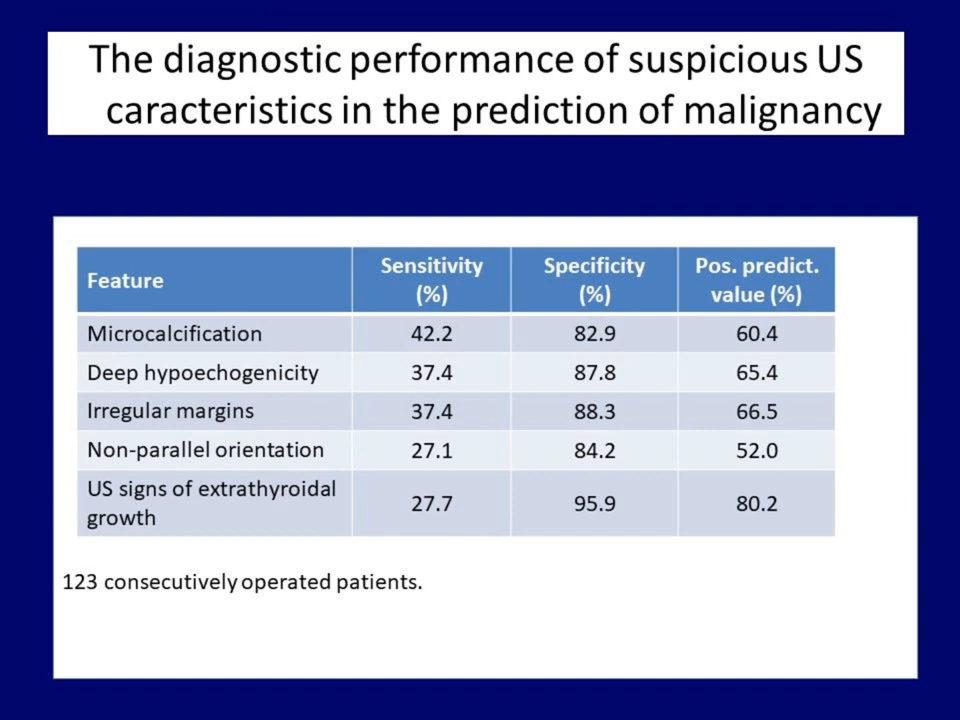 The diagnostic performance of suspicious US
caracteristics in the prediction of malignancy
Feature Sensitivity (%) Specificity (%) Pos. predict. value (%)
Microcalcification 42.2 82.9 60.4
Deep hypoechogenicity 37.4 87.8 65.4
Irregular margins 37.4 88.3 66.5
Non-parallel orientation 27.1 84.2 52.0
US signs of extrathyroidal growth 27.7 95.9 80.2
123 consecutively operated patients.